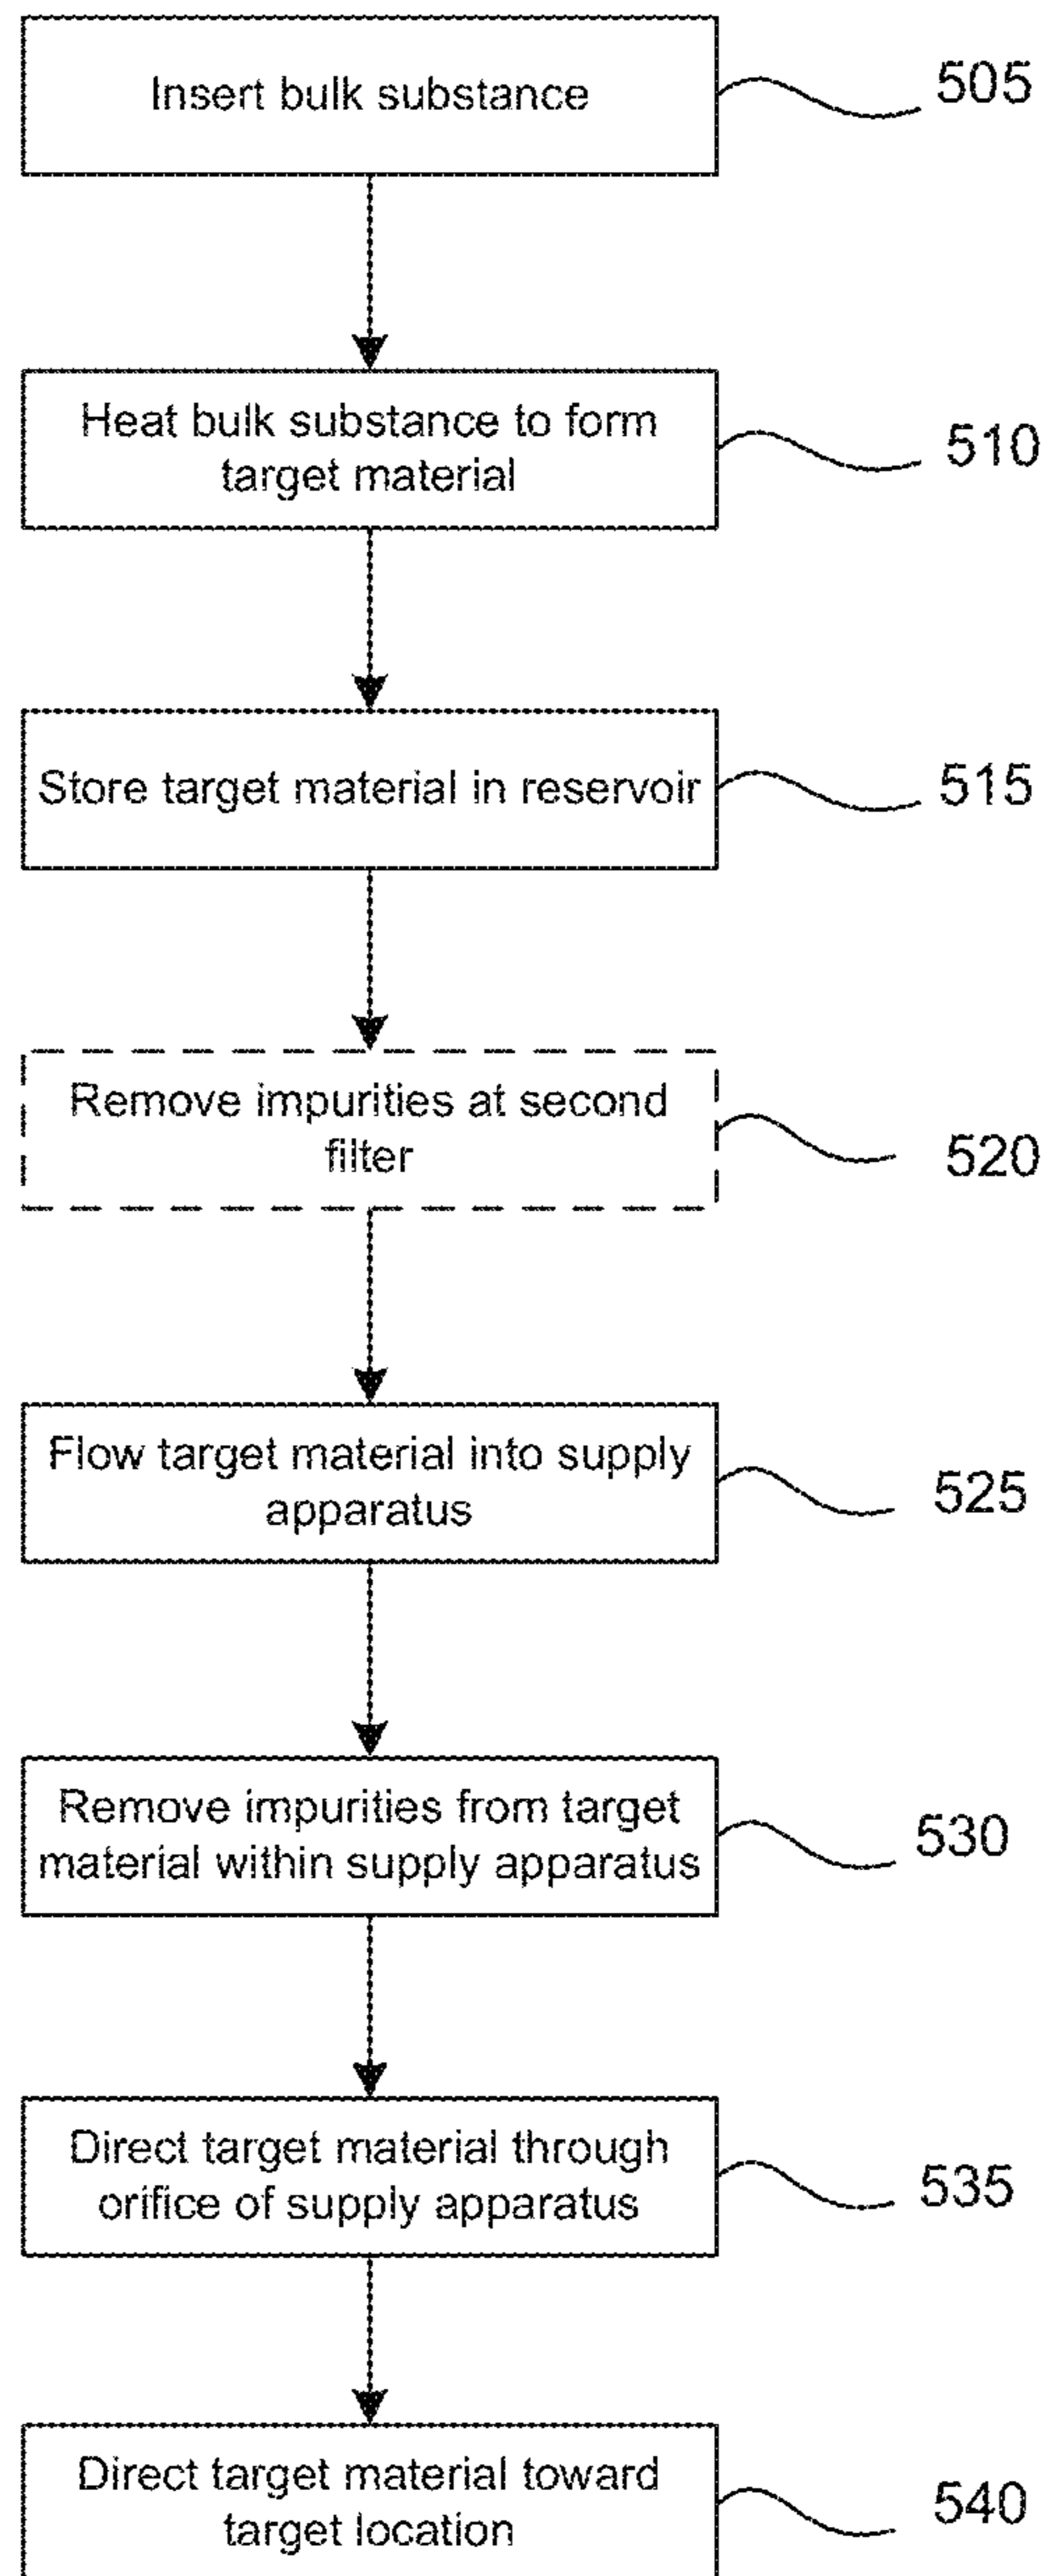 Insert bulk substance
505
Heat bulk substance to form
target material
510
Store target material in reservoir
515
Remove impurities at second
filter
520
Flow target material into supply
apparatus
525
Remove impurities from target
material within supply apparatus
530
Direct target material through
orifice of supply apparatus
535
Direct target material toward
target location
540